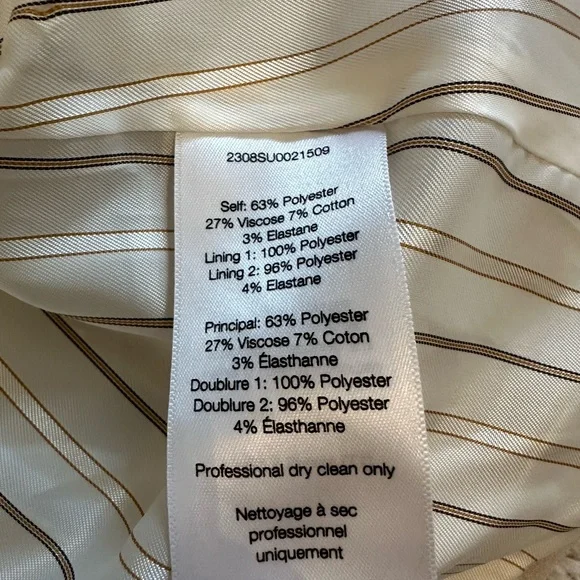 2308SU0021509
Self: 63% Polyester
27% Viscose 7% Cotton
3% Elastane
Lining 1: 100% Polyester
Lining 2: 96% Polyester
4% Elastane
Principal: 63% Polyester
27% Viscose 7% Coton
3% Élasthanne
Doublure 1: 100% Polyester
Doublure 2: 96% Polyester
4% Élasthanne
Professional dry clean only
Nettoyage à sec
professionnel
uniquement